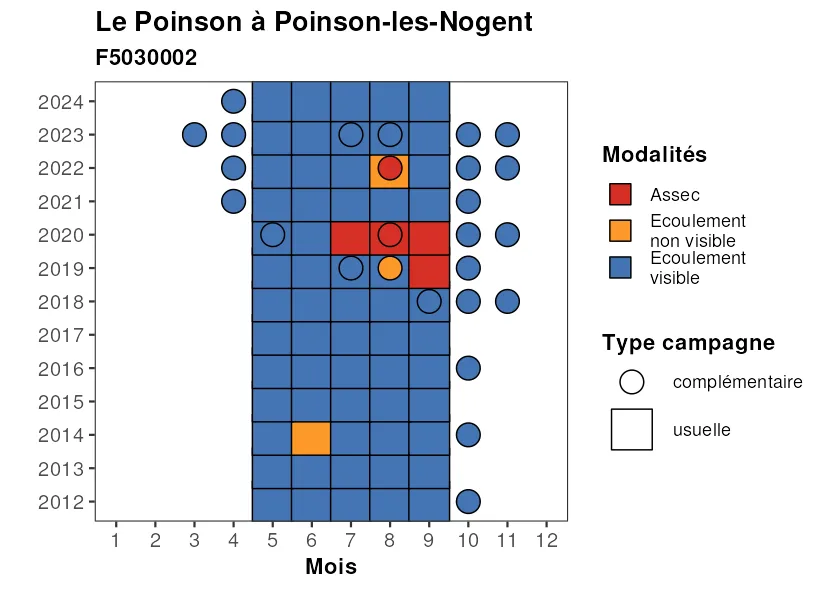 Le Poinson à Poinson-les-Nogent
F5030002
2024
2023
2022
2021
2020
2019
2018
2017
2016
2015
2014
2013
2012
1 2 3 4 5 6 7 8 9 10 11 12
Mois
Modalités
Assec
Ecoulement
non visible
Ecoulement
visible
Type campagne
complémentaire
usuelle